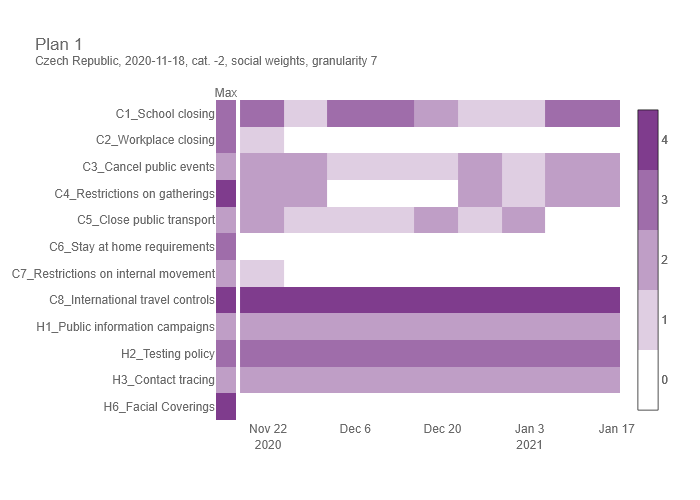 Plan 1
Czech Republic, 2020-11-18, cat. -2, social weights, granularity 7
Max
C1_School closing
C2_Workplace closing
C3_Cancel public events
C4_Restrictions on gatherings
C5_Close public transport
C6_Stay at home requirements
C7_Restrictions on internal movement
C8_International travel controls
H1_Public information campaigns
H2_Testing policy
H3_Contact tracing
H6_Facial Coverings
4
3
2
1
0
Nov 22 Dec 6 Dec 20 Jan 3 Jan 17
2020 2021